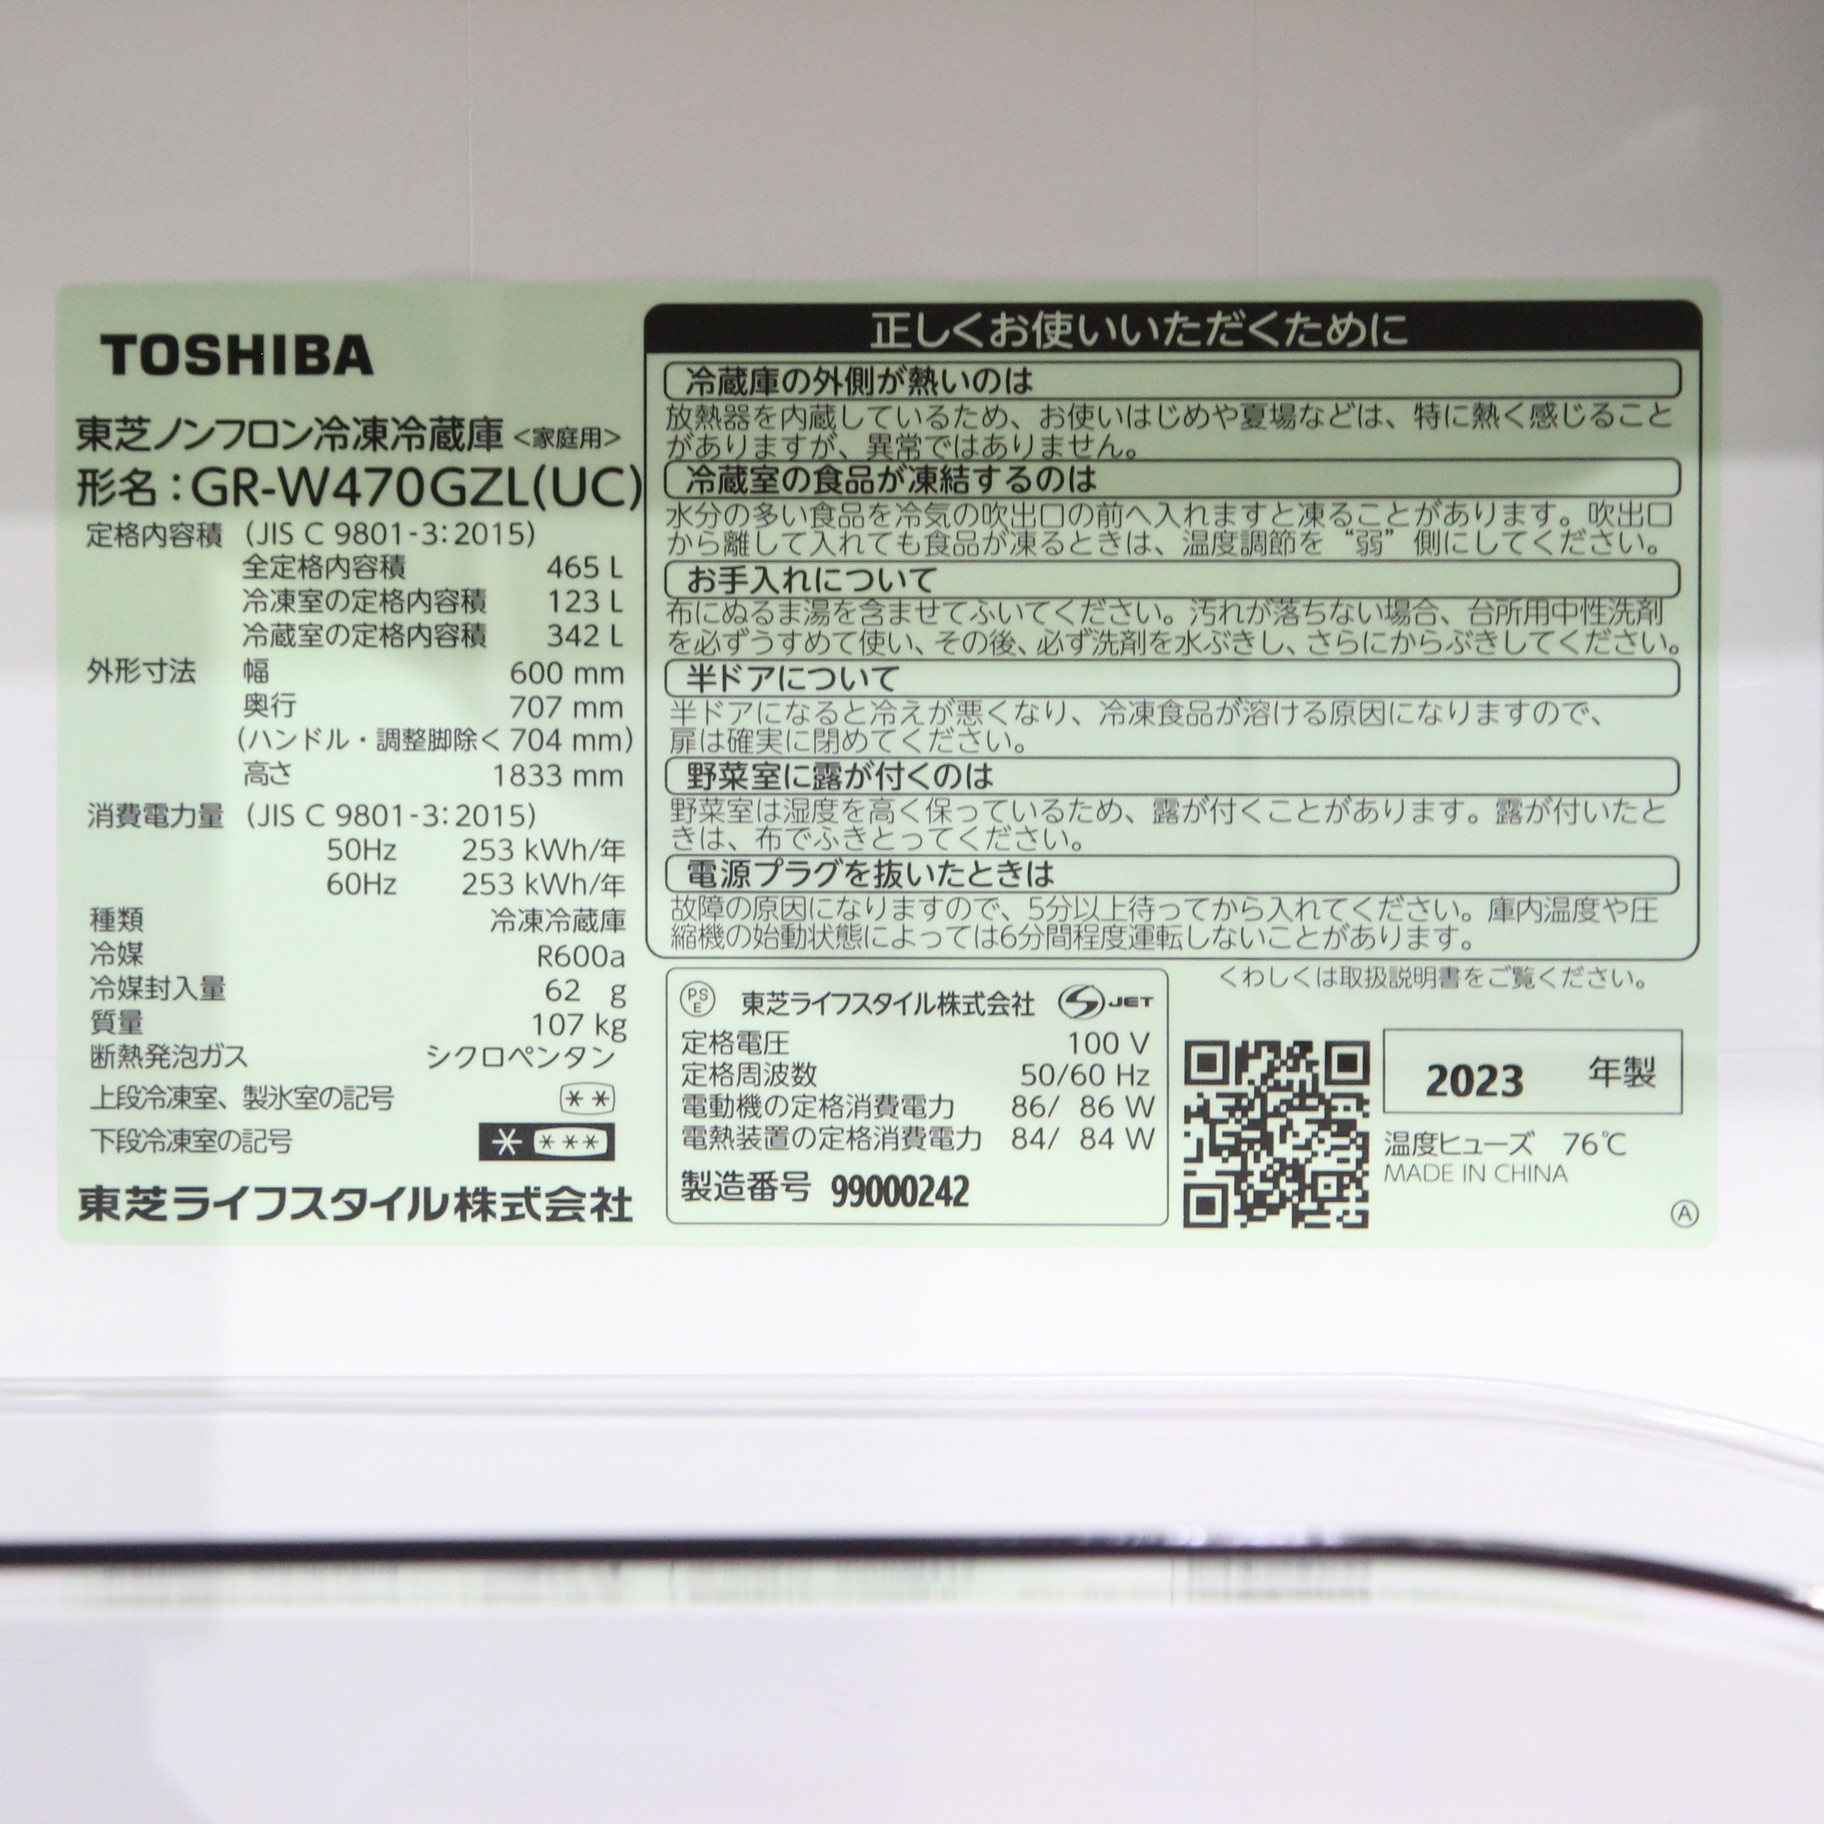 TOSHIBA
東芝ノンフロン冷凍冷蔵庫 <家庭用>
形名：GR-W470GZL(UC)
定格内容積 (JIS C 9801-3：2015)
全定格内容積 465 L
冷凍室の定格内容積 123 L
冷蔵室の定格内容積 342 L
外形寸法 幅 600 mm
奥行 707 mm
(ハンドル・調整脚除く 704 mm)
高さ 1833 mm
消費電力量 (JIS C 9801-3：2015)
50Hz 253 kWh/年
60Hz 253 kWh/年
種類 冷凍冷蔵庫
冷媒 R600a
冷媒封入量 62 g
質量 107 kg
断熱発泡ガス シクロペンタン
上段冷凍室、製氷室の記号 **
下段冷凍室の記号 * ***
東芝ライフスタイル株式会社
正しくお使いいただくために
冷蔵庫の外側が熱いのは
放熱器を内蔵しているため、お使いはじめや夏場などは、特に熱く感じること
がありますが、異常ではありません。
冷蔵室の食品が凍結するのは
水分の多い食品を冷気の吹出口の前へ入れますと凍ることがあります。吹出口
から離して入れても食品が凍るときは、温度調節を“弱”側にしてください。
お手入れについて
布にぬるま湯を含ませてふいてください。汚れが落ちない場合、台所用中性洗剤
を必ずうすめて使い、その後、必ず洗剤を水ぶきし、さらにからぶきしてください。
半ドアについて
半ドアになると冷えが悪くなり、冷凍食品が溶ける原因になりますので、
扉は確実に閉めてください。
野菜室に露が付くのは
野菜室は湿度を高く保っているため、露が付くことがあります。露が付いたと
きは、布でふきとってください。
電源プラグを抜いたときは
故障の原因になりますので、5分以上待ってから入れてください。庫内温度や圧
縮機の始動状態によっては6分間程度運転しないことがあります。
くわしくは取扱説明書をご覧ください。
PSE 東芝ライフスタイル株式会社 JET
定格電圧 100 V
定格周波数 50/60 Hz
電動機の定格消費電力 86/ 86 W
電熱装置の定格消費電力 84/ 84 W
製造番号 99000242
2023 年製
温度ヒューズ 76℃
MADE IN CHINA
Ⓐ